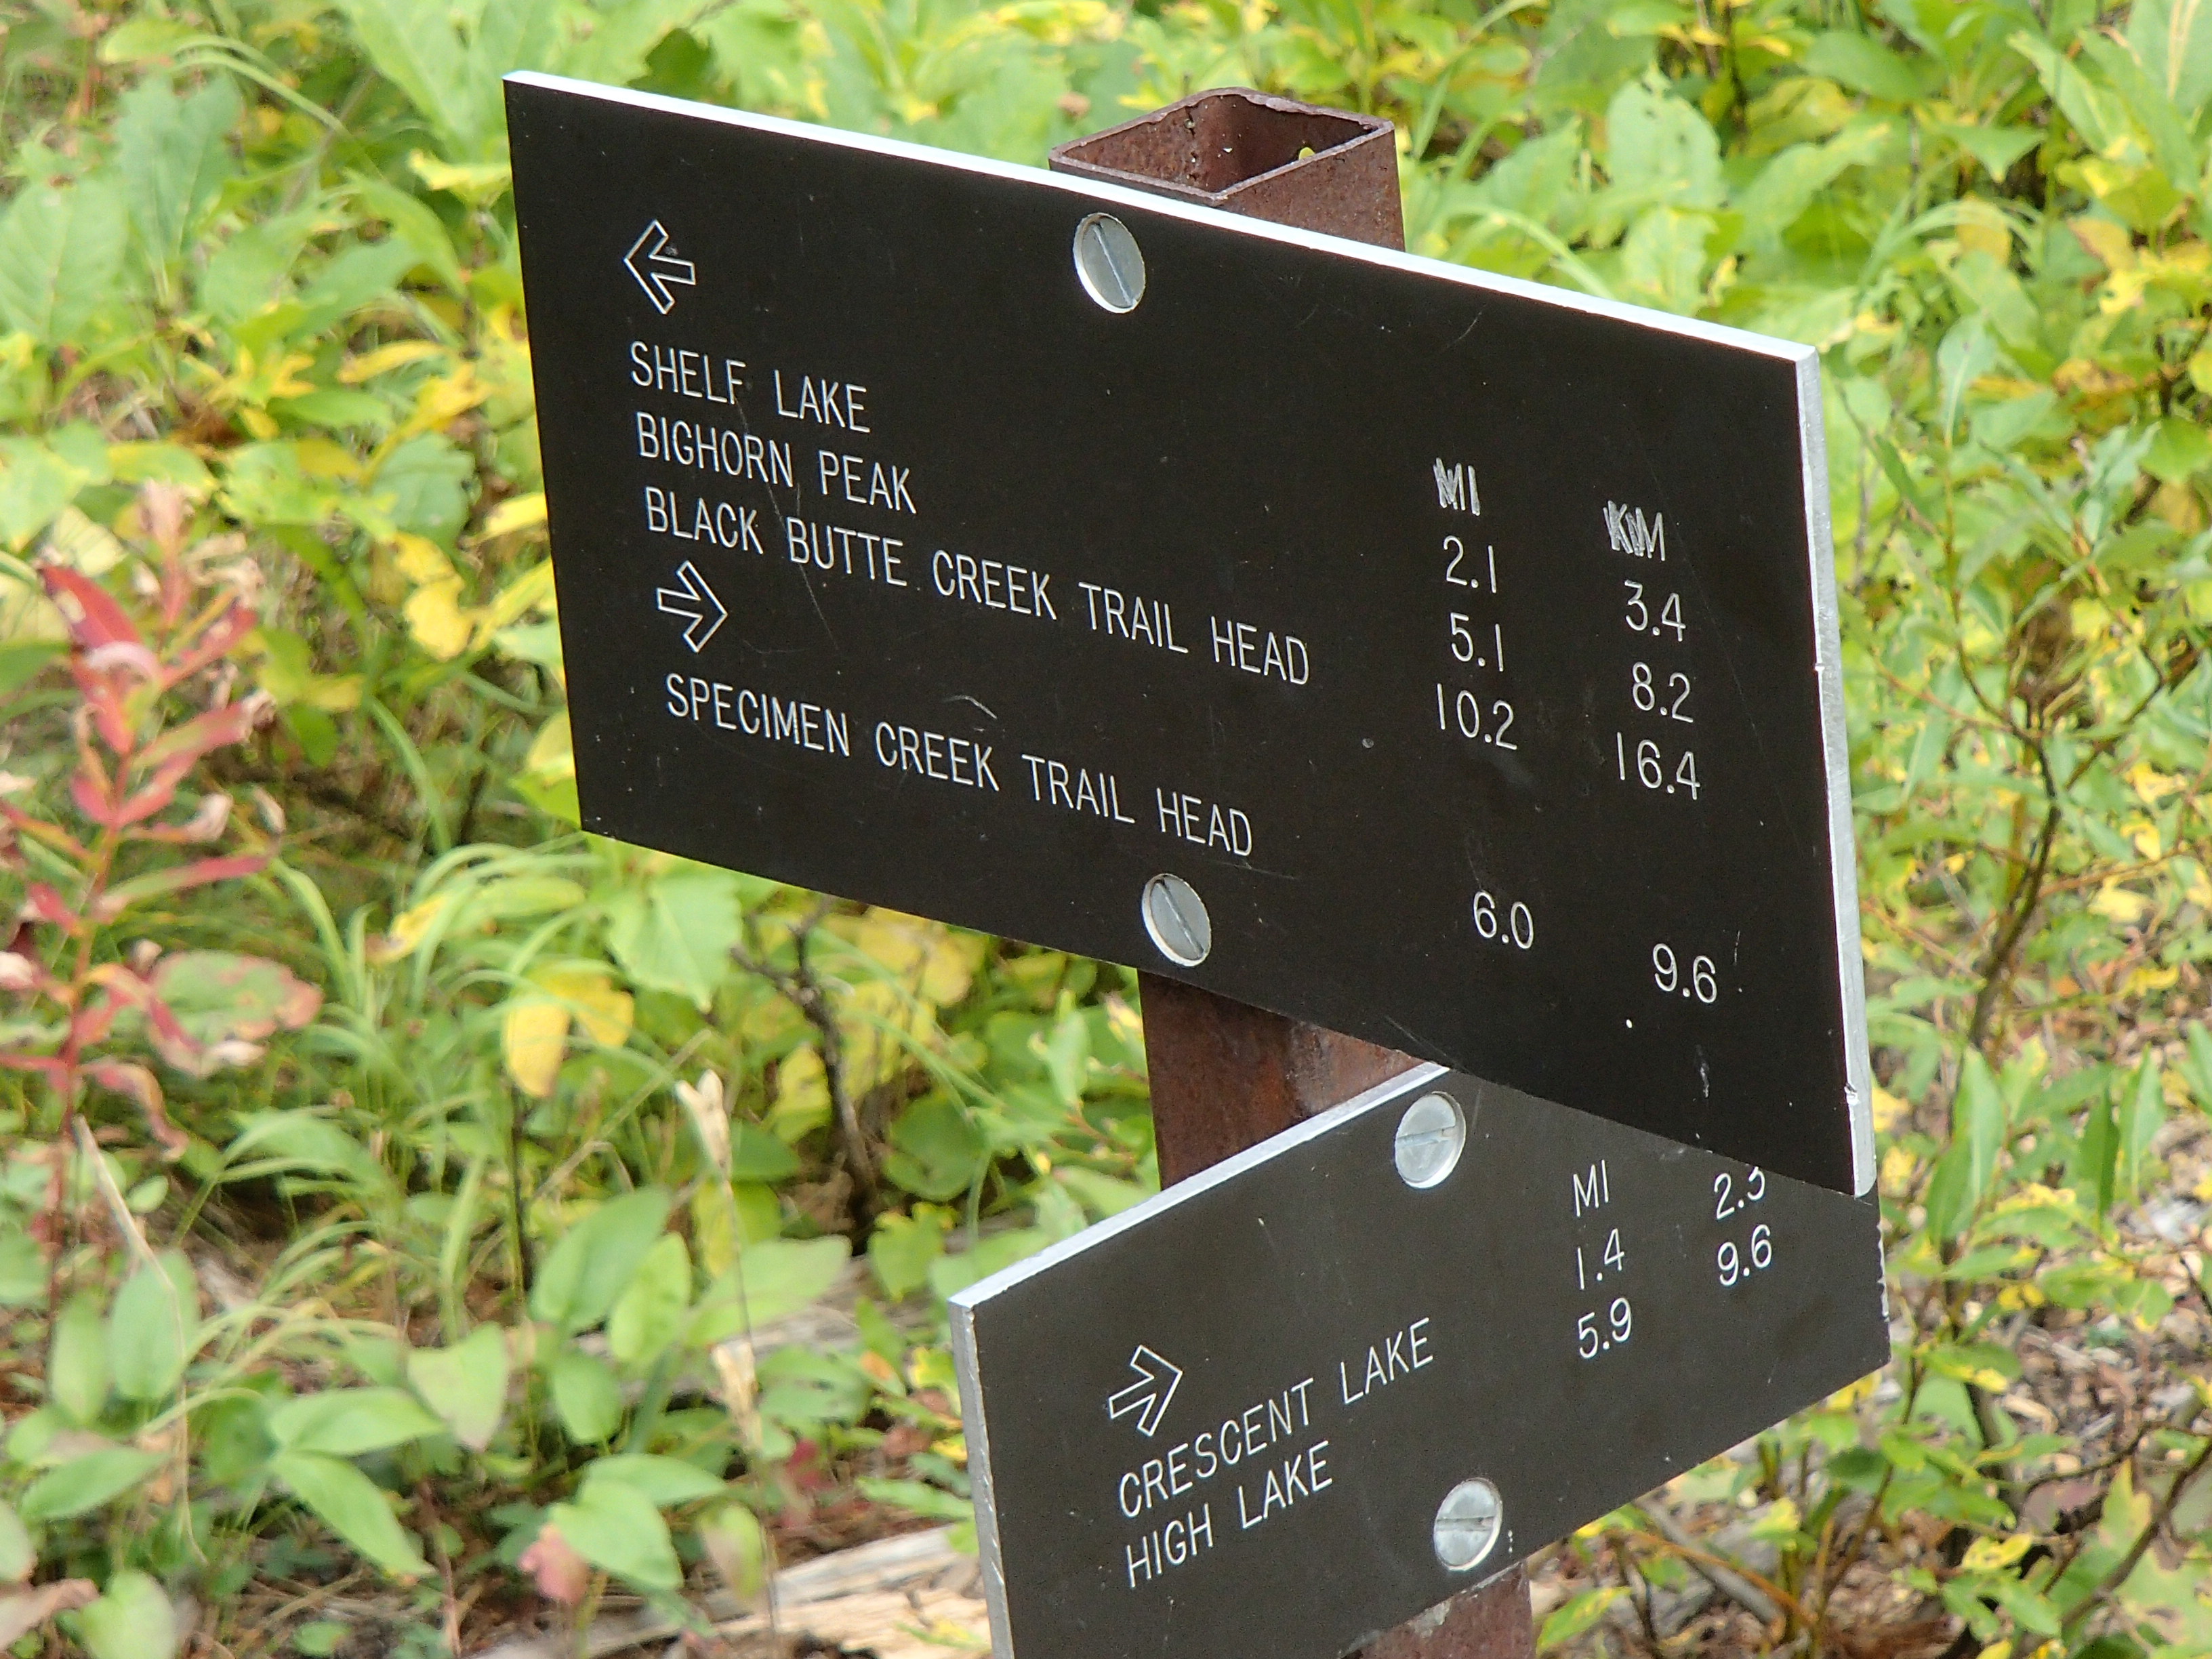 MI KM
SHELF LAKE 2.1 3.4
BIGHORN PEAK 5.1 8.2
BLACK BUTTE CREEK TRAIL HEAD 10.2 16.4
SPECIMEN CREEK TRAIL HEAD 6.0 9.6
MI
CRESCENT LAKE 1.4 2.3
HIGH LAKE 5.9 9.6